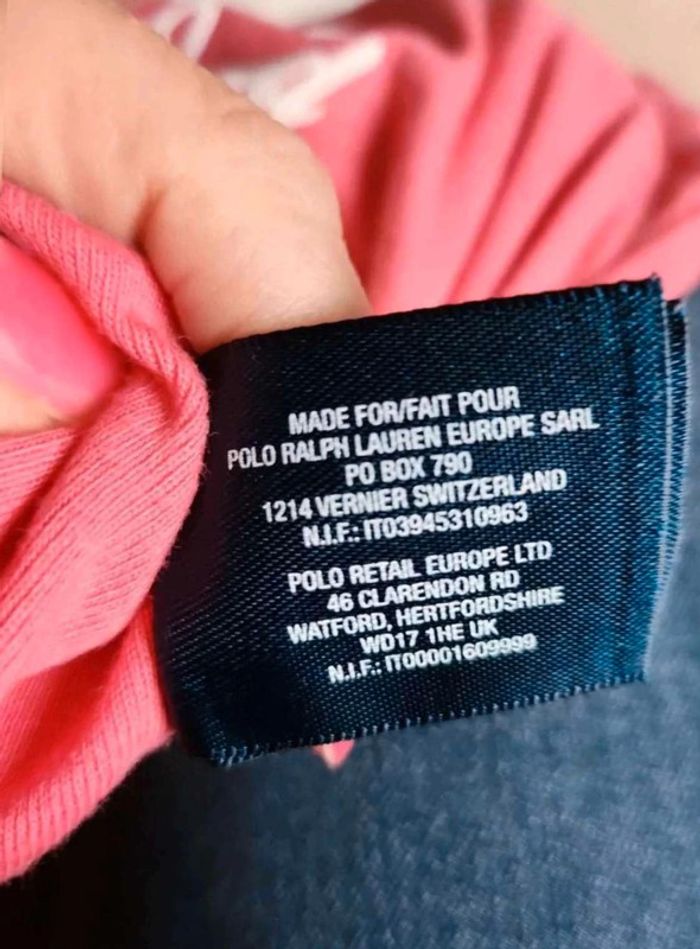 MADE FOR/FAIT POUR
POLO RALPH LAUREN EUROPE SARL
PO BOX 790
1214 VERNIER SWITZERLAND
N.I.F.: IT03945310963
POLO RETAIL EUROPE LTD
46 CLARENDON RD
WATFORD, HERTFORDSHIRE
WD17 1HE UK
N.I.F.: IT00001609999